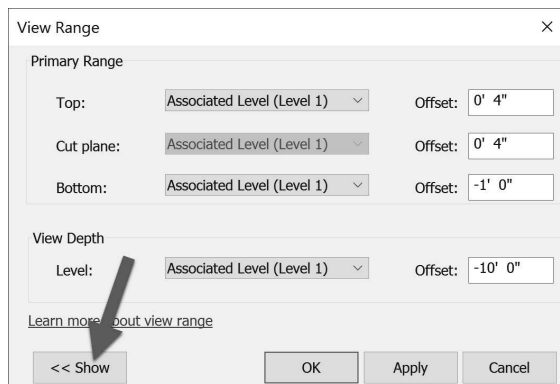 View Range ×
Primary Range
Top: Associated Level (Level 1) Offset: 0' 4"
Cut plane: Associated Level (Level 1) Offset: 0' 4"
Bottom: Associated Level (Level 1) Offset: -1' 0"
View Depth
Level: Associated Level (Level 1) Offset: -10' 0"
Learn more about view range
<< Show OK Apply Cancel